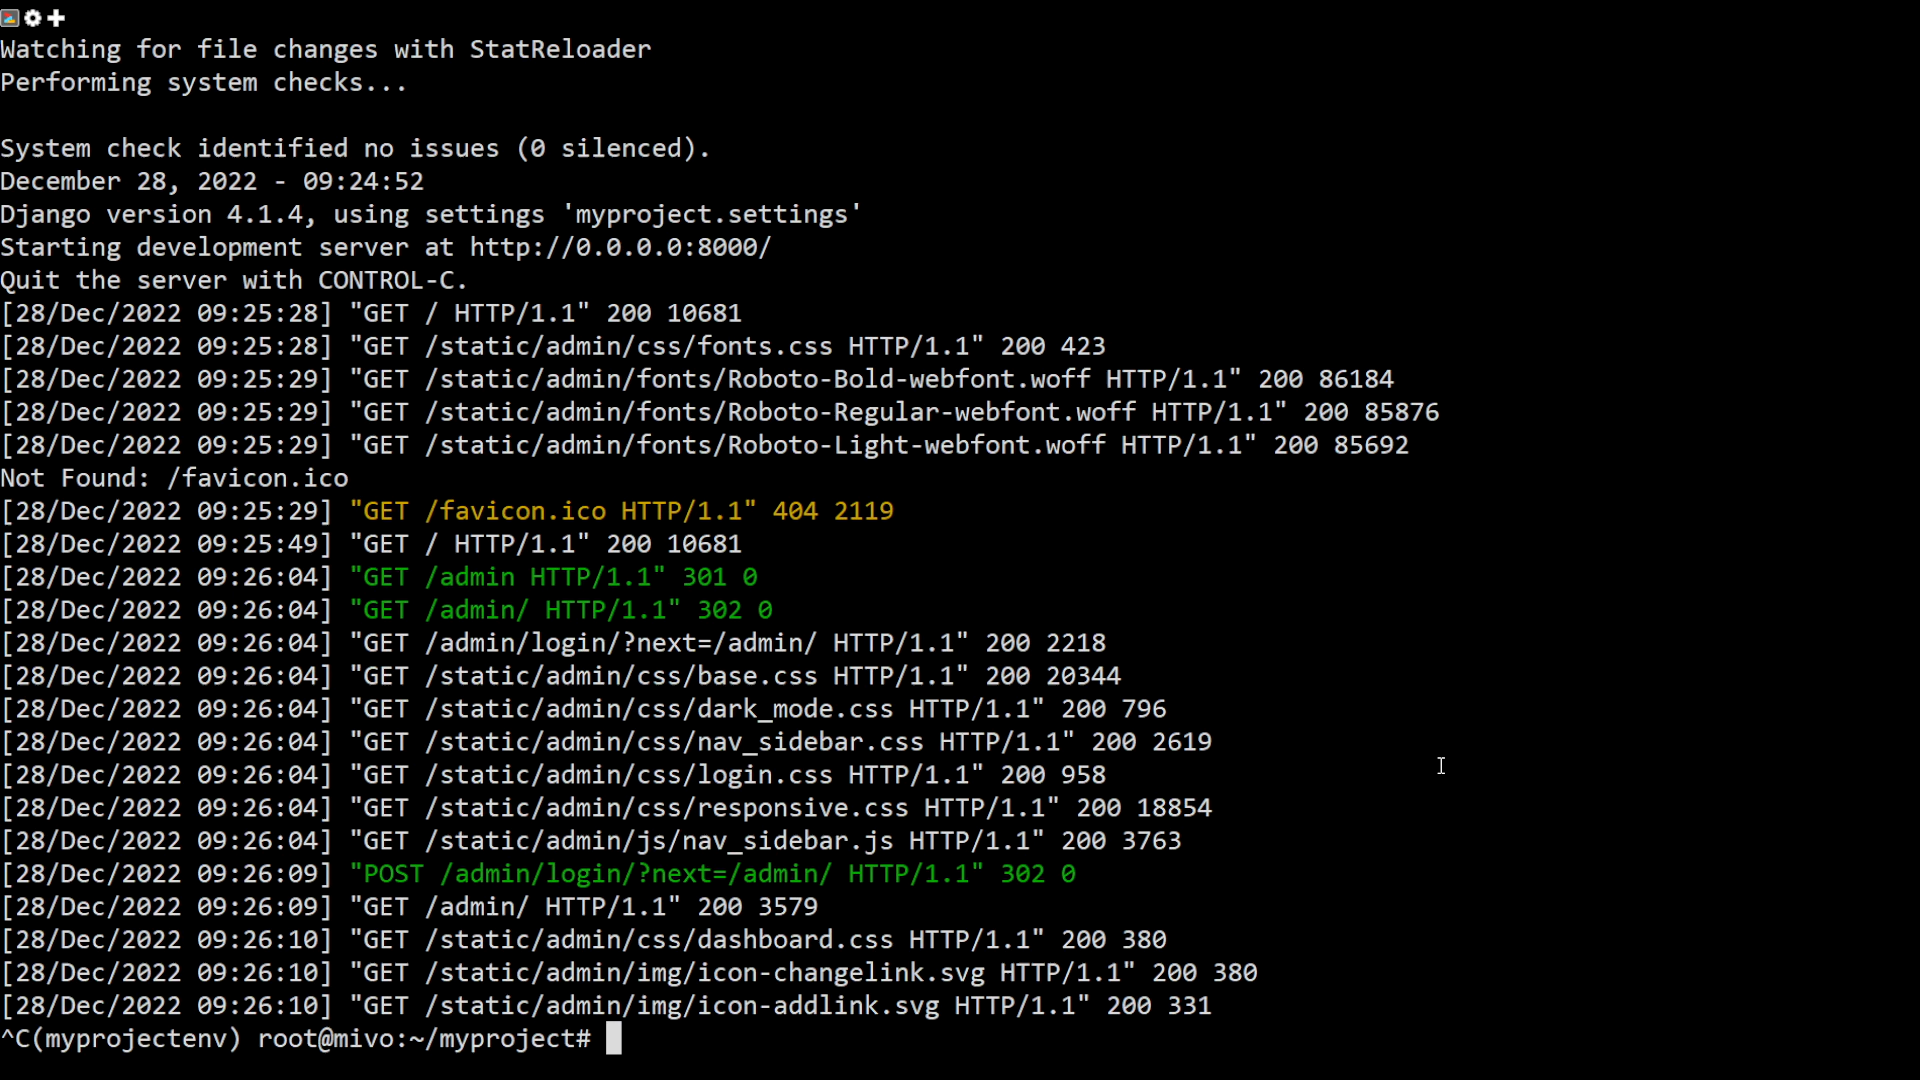 Watching for file changes with StatReloader
Performing system checks...
System check identified no issues (0 silenced).
December 28, 2022 - 09:24:52
Django version 4.1.4, using settings 'myproject.settings'
Starting development server at http://0.0.0.0:8000/
Quit the server with CONTROL-C.
[28/Dec/2022 09:25:28] "GET / HTTP/1.1" 200 10681
[28/Dec/2022 09:25:28] "GET /static/admin/css/fonts.css HTTP/1.1" 200 423
[28/Dec/2022 09:25:29] "GET /static/admin/fonts/Roboto-Bold-webfont.woff HTTP/1.1" 200 86184
[28/Dec/2022 09:25:29] "GET /static/admin/fonts/Roboto-Regular-webfont.woff HTTP/1.1" 200 85876
[28/Dec/2022 09:25:29] "GET /static/admin/fonts/Roboto-Light-webfont.woff HTTP/1.1" 200 85692
Not Found: /favicon.ico
[28/Dec/2022 09:25:29] "GET /favicon.ico HTTP/1.1" 404 2119
[28/Dec/2022 09:25:49] "GET / HTTP/1.1" 200 10681
[28/Dec/2022 09:26:04] "GET /admin HTTP/1.1" 301 0
[28/Dec/2022 09:26:04] "GET /admin/ HTTP/1.1" 302 0
[28/Dec/2022 09:26:04] "GET /admin/login/?next=/admin/ HTTP/1.1" 200 2218
[28/Dec/2022 09:26:04] "GET /static/admin/css/base.css HTTP/1.1" 200 20344
[28/Dec/2022 09:26:04] "GET /static/admin/css/dark_mode.css HTTP/1.1" 200 796
[28/Dec/2022 09:26:04] "GET /static/admin/css/nav_sidebar.css HTTP/1.1" 200 2619
[28/Dec/2022 09:26:04] "GET /static/admin/css/login.css HTTP/1.1" 200 958
[28/Dec/2022 09:26:04] "GET /static/admin/css/responsive.css HTTP/1.1" 200 18854
[28/Dec/2022 09:26:04] "GET /static/admin/js/nav_sidebar.js HTTP/1.1" 200 3763
[28/Dec/2022 09:26:09] "POST /admin/login/?next=/admin/ HTTP/1.1" 302 0
[28/Dec/2022 09:26:09] "GET /admin/ HTTP/1.1" 200 3579
[28/Dec/2022 09:26:10] "GET /static/admin/css/dashboard.css HTTP/1.1" 200 380
[28/Dec/2022 09:26:10] "GET /static/admin/img/icon-changelink.svg HTTP/1.1" 200 380
[28/Dec/2022 09:26:10] "GET /static/admin/img/icon-addlink.svg HTTP/1.1" 200 331
^C(myprojectenv) root@mivo:~/myproject#